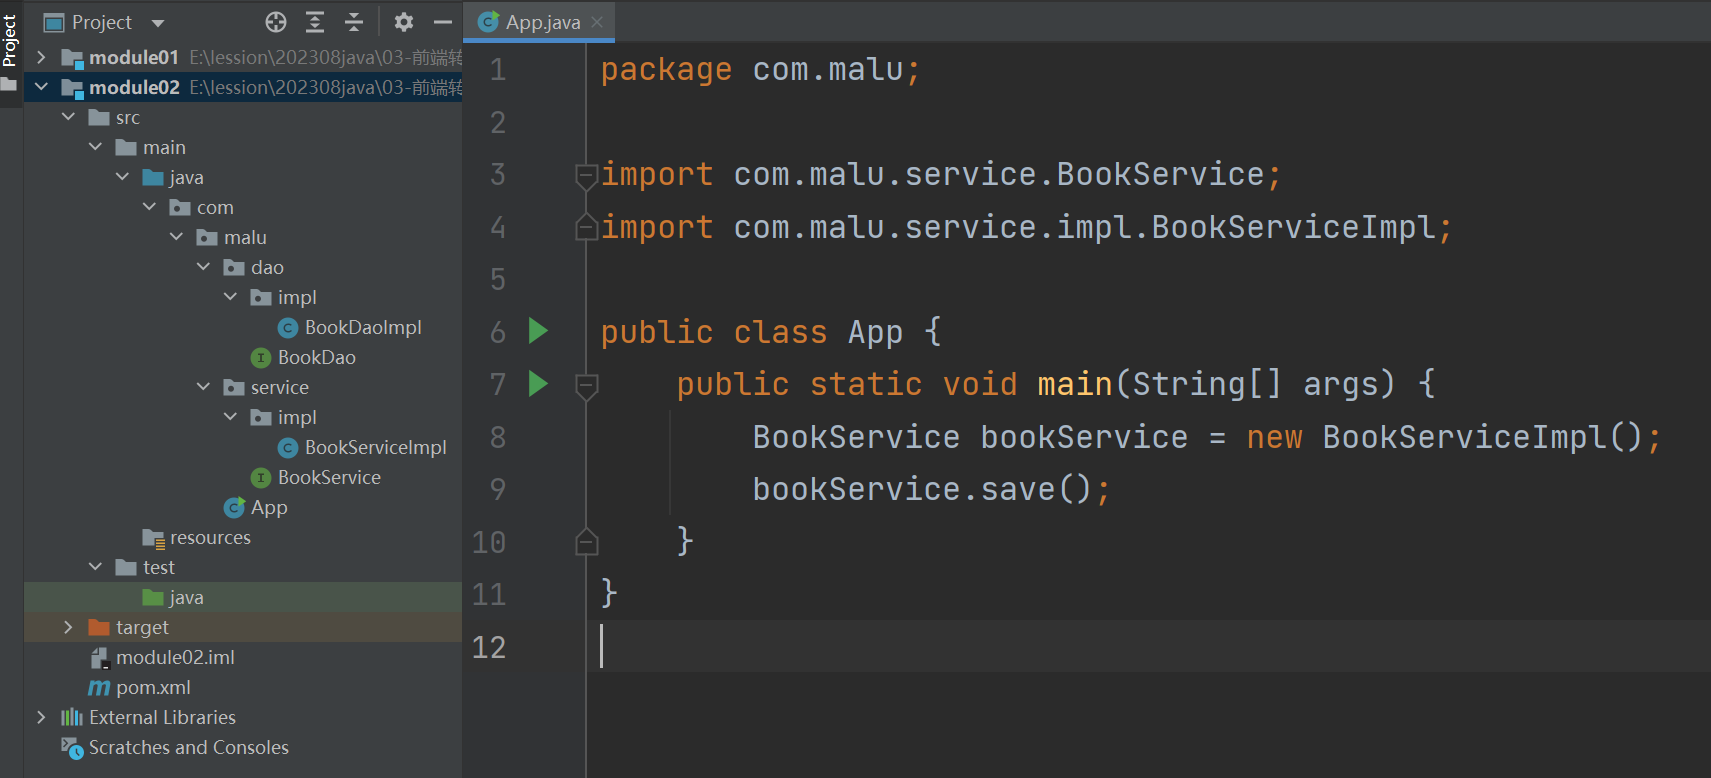 Project
Project
module01 E:\lession\202308java\03-前端转
module02 E:\lession\202308java\03-前端转
src
main
java
com
malu
dao
impl
BookDaoImpl
BookDao
service
impl
BookServiceImpl
BookService
App
resources
test
java
target
module02.iml
pom.xml
External Libraries
Scratches and Consoles
App.java
1 package com.malu;
2
3 import com.malu.service.BookService;
4 import com.malu.service.impl.BookServiceImpl;
5
6 public class App {
7 public static void main(String[] args) {
8 BookService bookService = new BookServiceImpl();
9 bookService.save();
10 }
11 }
12